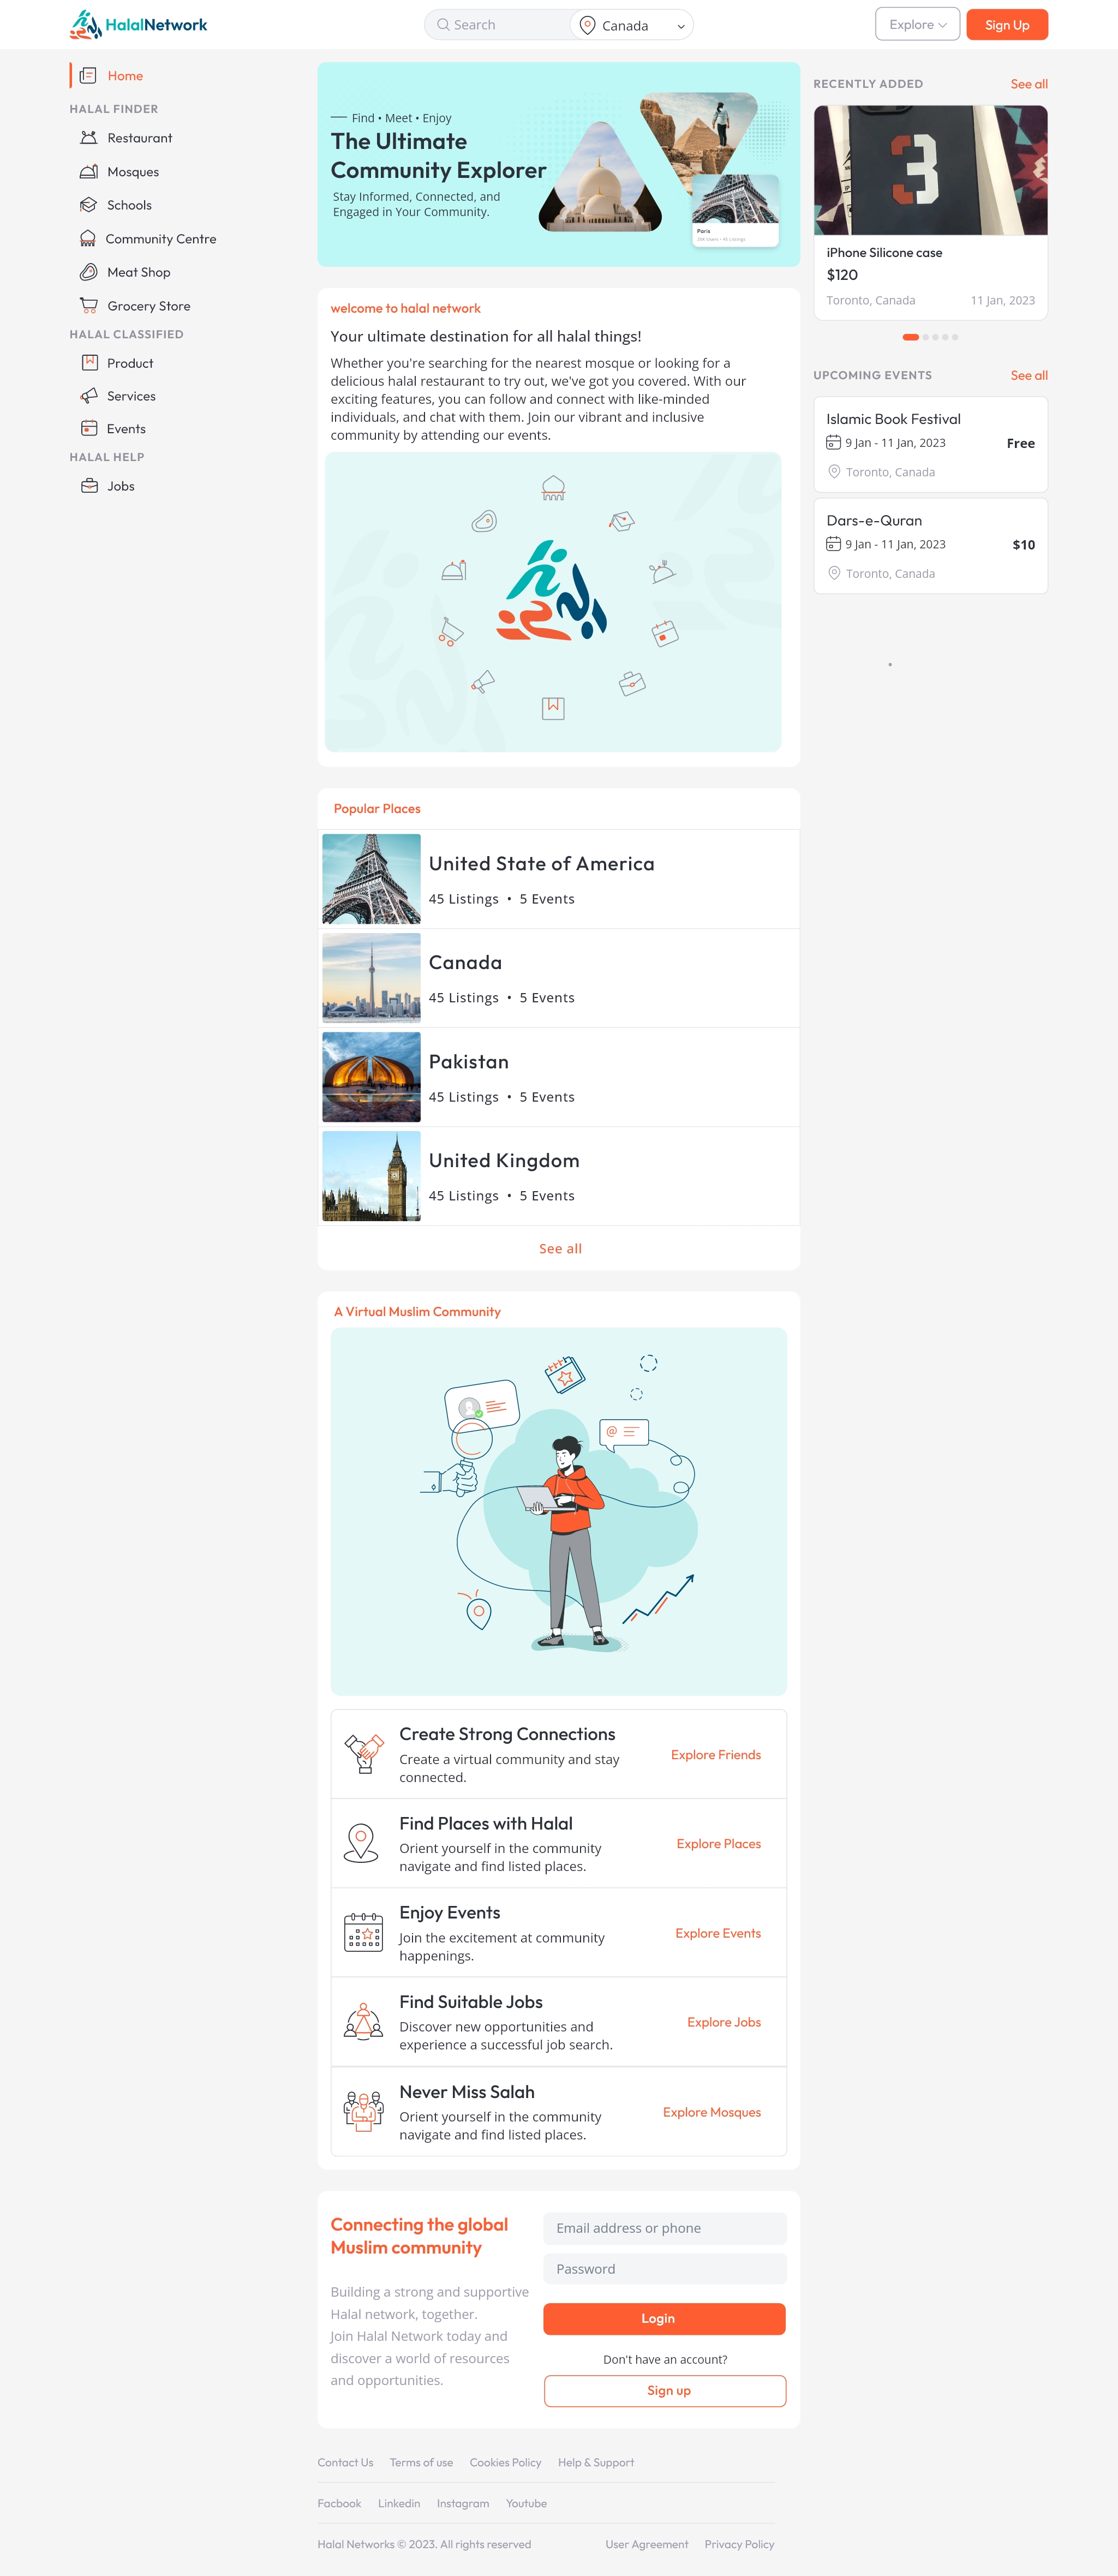 HalalNetwork
Search
Canada
Explore
Sign Up
Home
HALAL FINDER
Restaurant
Mosques
Schools
Community Centre
Meat Shop
Grocery Store
HALAL CLASSIFIED
Product
Services
Events
HALAL HELP
Jobs
Find • Meet • Enjoy
The Ultimate
Community Explorer
Stay Informed, Connected, and
Engaged in Your Community.
Paris
welcome to halal network
Your ultimate destination for all halal things!
Whether you're searching for the nearest mosque or looking for a
delicious halal restaurant to try out, we've got you covered. With our
exciting features, you can follow and connect with like-minded
individuals, and chat with them. Join our vibrant and inclusive
community by attending our events.
Popular Places
United State of America
45 Listings • 5 Events
Canada
45 Listings • 5 Events
Pakistan
45 Listings • 5 Events
United Kingdom
45 Listings • 5 Events
See all
A Virtual Muslim Community
@
Create Strong Connections
Create a virtual community and stay
connected.
Explore Friends
Find Places with Halal
Orient yourself in the community
navigate and find listed places.
Explore Places
Enjoy Events
Join the excitement at community
happenings.
Explore Events
Find Suitable Jobs
Discover new opportunities and
experience a successful job search.
Explore Jobs
Never Miss Salah
Orient yourself in the community
navigate and find listed places.
Explore Mosques
Connecting the global
Muslim community
Building a strong and supportive
Halal network, together.
Join Halal Network today and
discover a world of resources
and opportunities.
Email address or phone
Password
Login
Don't have an account?
Sign up
RECENTLY ADDED
See all
3
iPhone Silicone case
$120
Toronto, Canada
11 Jan, 2023
UPCOMING EVENTS
See all
Islamic Book Festival
9 Jan - 11 Jan, 2023
Free
Toronto, Canada
Dars-e-Quran
9 Jan - 11 Jan, 2023
$10
Toronto, Canada
Contact Us Terms of use Cookies Policy Help & Support
Facbook Linkedin Instagram Youtube
Halal Networks © 2023. All rights reserved
User Agreement Privacy Policy